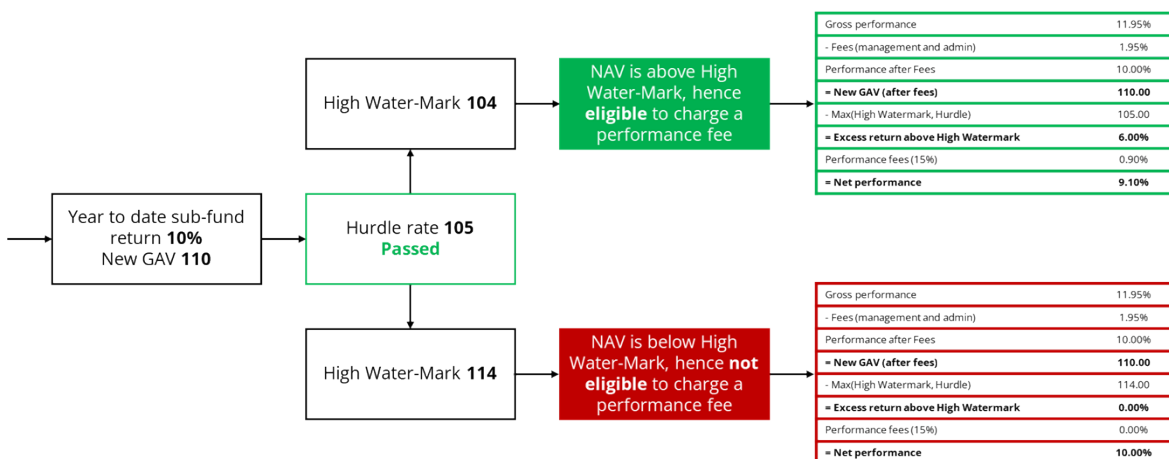 Year to date sub-fund
return 10%
New GAV 110
Hurdle rate 105
Passed
High Water-Mark 104
NAV is above High
Water-Mark, hence
eligible to charge a
performance fee
Gross performance 11.95%
- Fees (management and admin) 1.95%
Performance after Fees 10.00%
= New GAV (after fees) 110.00
- Max(High Watermark, Hurdle) 105.00
= Excess return above High Watermark 6.00%
Performance fees (15%) 0.90%
= Net performance 9.10%
High Water-Mark 114
NAV is below High
Water-Mark, hence not
eligible to charge a
performance fee
Gross performance 11.95%
- Fees (management and admin) 1.95%
Performance after Fees 10.00%
= New GAV (after fees) 110.00
- Max(High Watermark, Hurdle) 114.00
= Excess return above High Watermark 0.00%
Performance fees (15%) 0.00%
= Net performance 10.00%